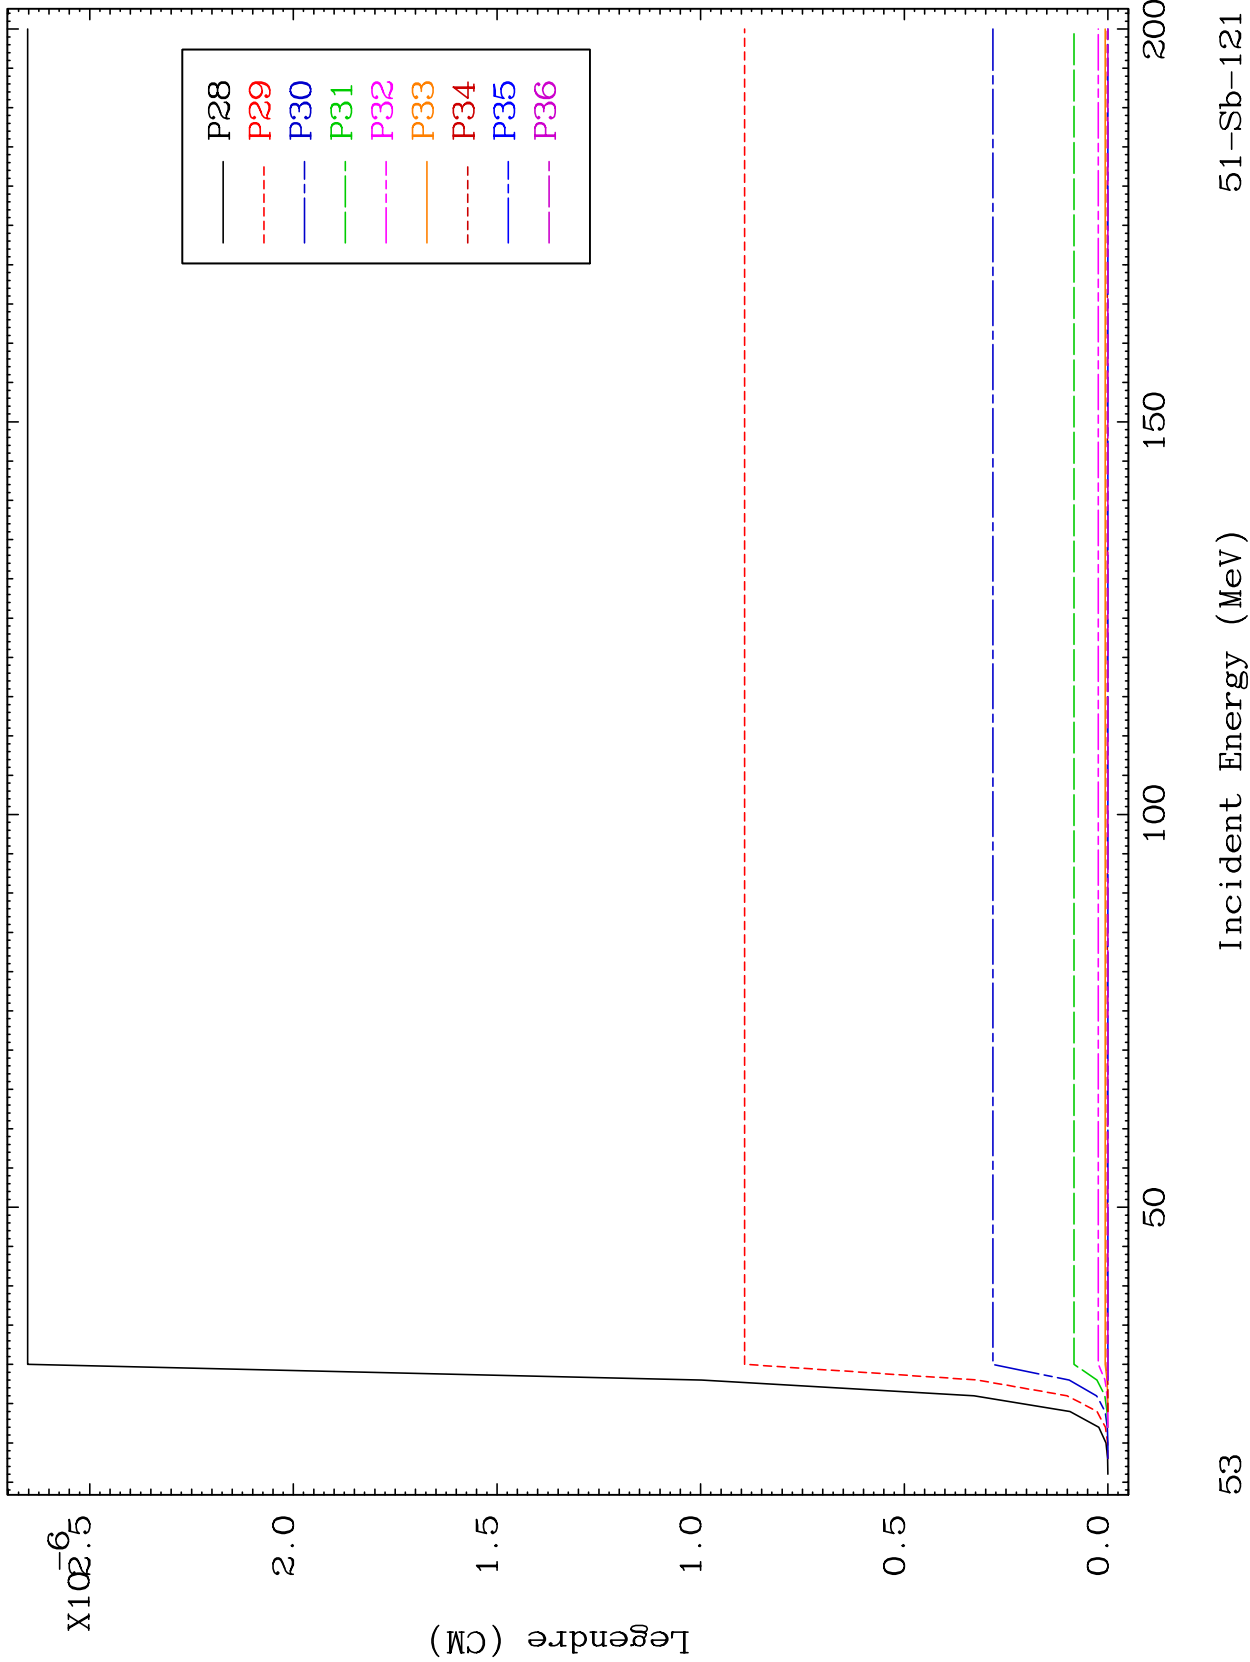 X10-6
2.5
2.0
1.5
1.0
0.5
0.0
Legendre (CM)
P28
P29
P30
P31
P32
P33
P34
P35
P36
50
100
150
200
53
Incident Energy (MeV)
51-Sb-121